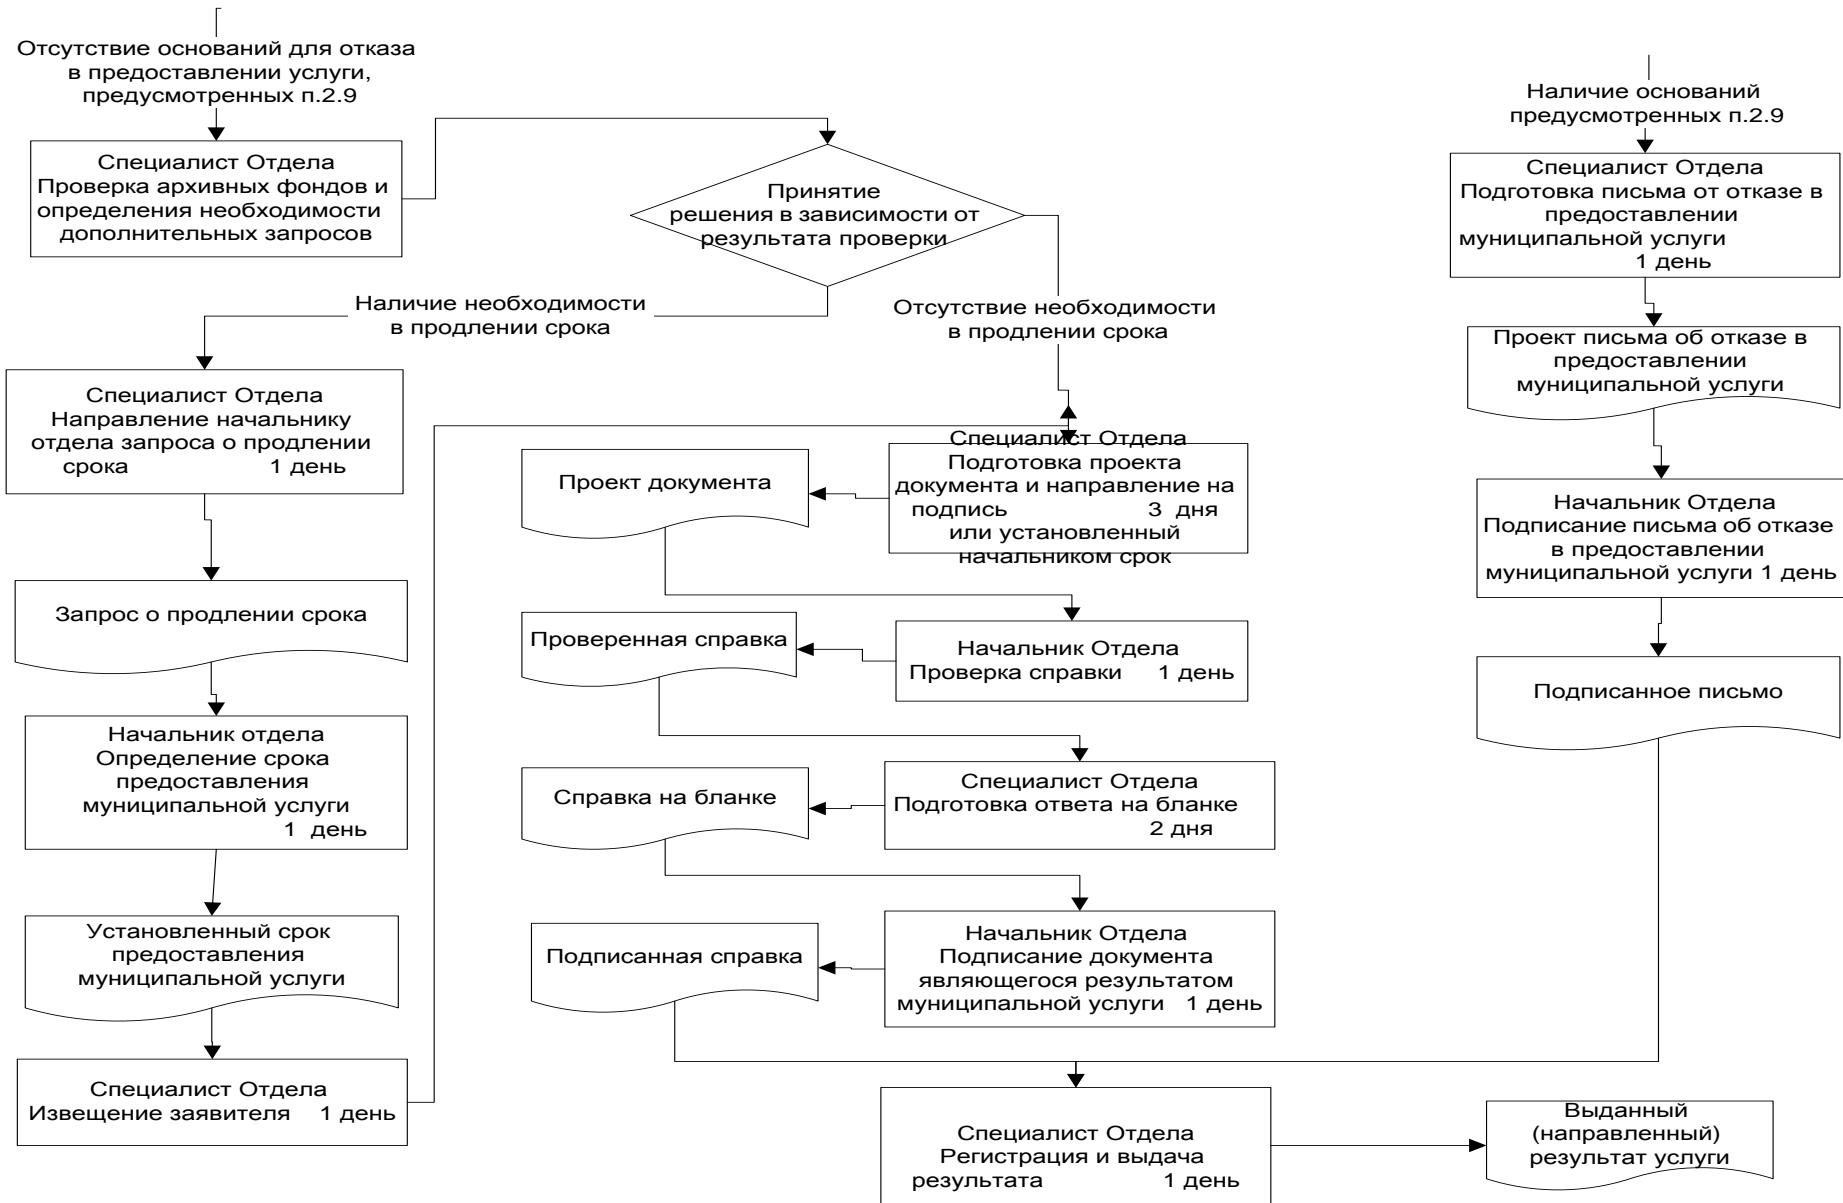 Отсутствие оснований для отказа
в предоставлении услуги,
предусмотренных п.2.9
Специалист Отдела
Проверка архивных фондов и
определения необходимости
дополнительных запросов
Принятие
решения в зависимости от
результата проверки
Наличие необходимости
в продлении срока
Отсутствие необходимости
в продлении срока
Специалист Отдела
Направление начальнику
отдела запроса о продлении
срока 1 день
Запрос о продлении срока
Начальник отдела
Определение срока
предоставления
муниципальной услуги
1 день
Установленный срок
предоставления
муниципальной услуги
Специалист Отдела
Извещение заявителя 1 день
Специалист Отдела
Подготовка проекта
документа и направление на
подпись 3 дня
или установленный
начальником срок
Проект документа
Начальник Отдела
Проверка справки 1 день
Проверенная справка
Специалист Отдела
Подготовка ответа на бланке
2 дня
Справка на бланке
Начальник Отдела
Подписание документа
являющегося результатом
муниципальной услуги 1 день
Подписанная справка
Наличие оснований
предусмотренных п.2.9
Специалист Отдела
Подготовка письма от отказе в
предоставлении
муниципальной услуги
1 день
Проект письма об отказе в
предоставлении
муниципальной услуги
Начальник Отдела
Подписание письма об отказе
в предоставлении
муниципальной услуги 1 день
Подписанное письмо
Специалист Отдела
Регистрация и выдача
результата 1 день
Выданный
(направленный)
результат услуги